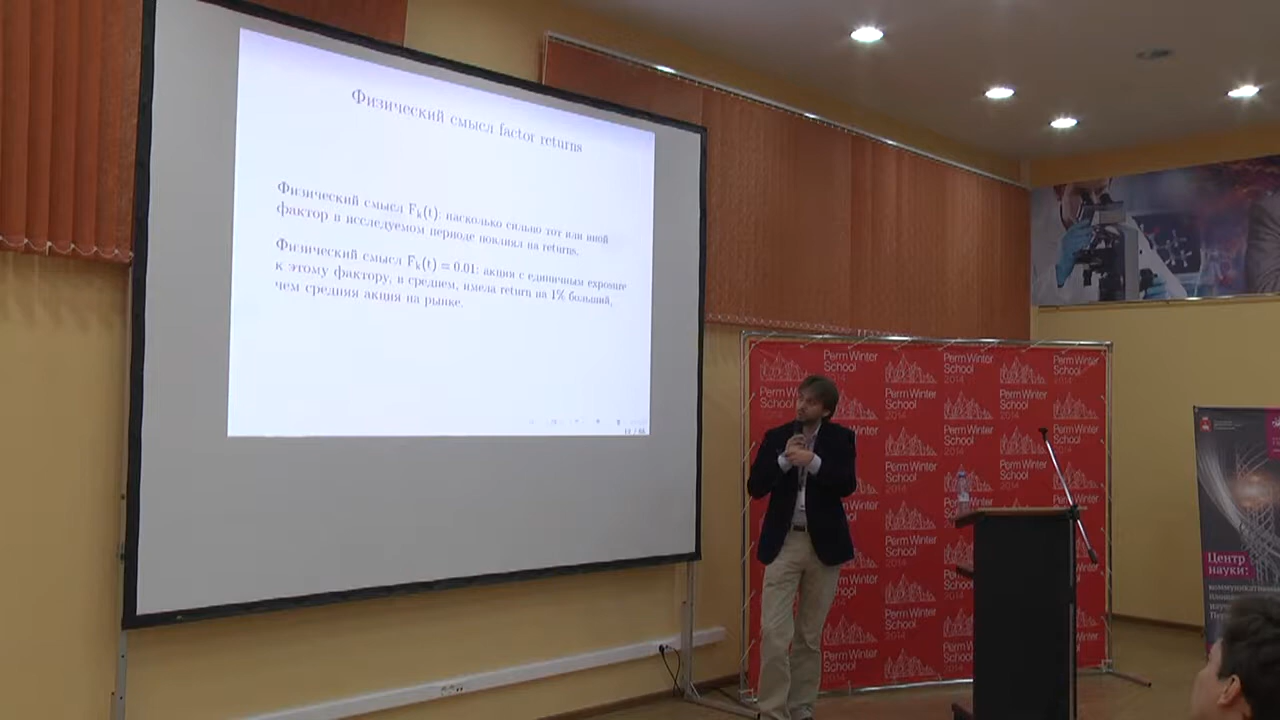 Физический смысл factor returns
Физический смысл Fk(t): насколько сильно тот или иной
фактор в исследуемом периоде повлиял на returns.
Физический смысл Fk(t) = 0.01: акция с единичным exposure
к этому фактору, в среднем, имела return на 1% больший,
чем средняя акция на рынке.
Perm Winter
School
2014
Центр
науки: